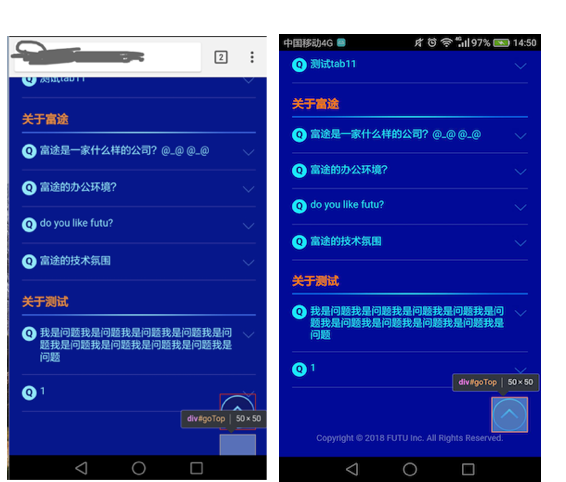 2
测试tab11
关于富途
Q 富途是一家什么样的公司？@_@ @_@
Q 富途的办公环境?
Q do you like futu?
Q 富途的技术氛围
关于测试
Q 我是问题我是问题我是问题我是问题我是问
题我是问题我是问题我是问题我是问题我是
问题
Q 1
div#goTop | 50 × 50
中国移动4G 4G 97% 14:50
Q 测试tab11
关于富途
Q 富途是一家什么样的公司？@_@ @_@
Q 富途的办公环境?
Q do you like futu?
Q 富途的技术氛围
关于测试
Q 我是问题我是问题我是问题我是问题我是问
题我是问题我是问题我是问题我是问题我是
问题
Q 1
div#goTop | 50 × 50
Copyright © 2018 FUTU Inc. All Rights Reserved.